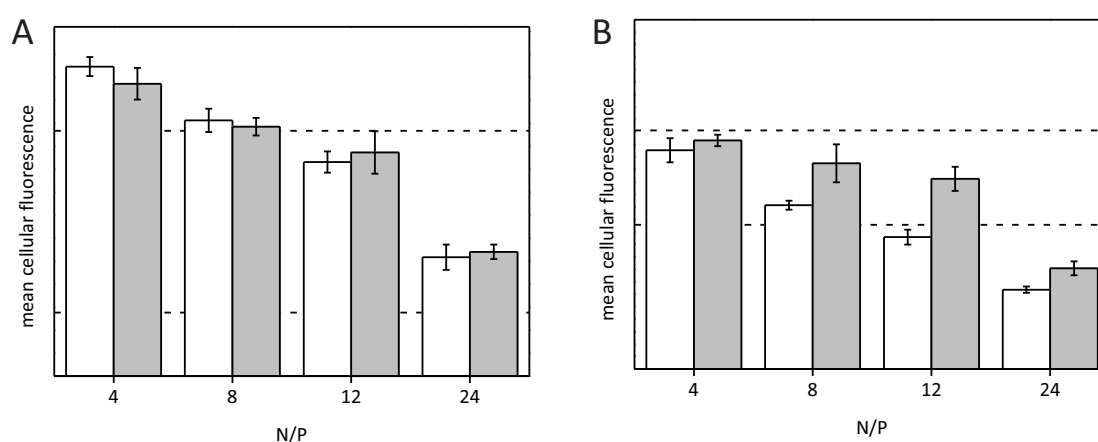 A
mean cellular fluorescence
4 8 12 24
N/P
B
mean cellular fluorescence
4 8 12 24
N/P